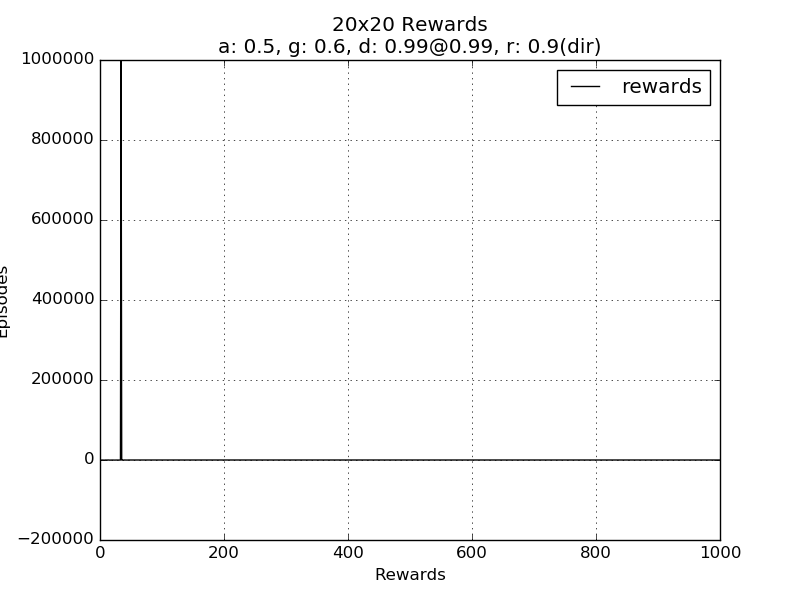 20x20 Rewards
a: 0.5, g: 0.6, d: 0.99@0.99, r: 0.9(dir)
rewards
1000000
800000
600000
400000
200000
0
−200000
Episodes
0 200 400 600 800 1000
Rewards